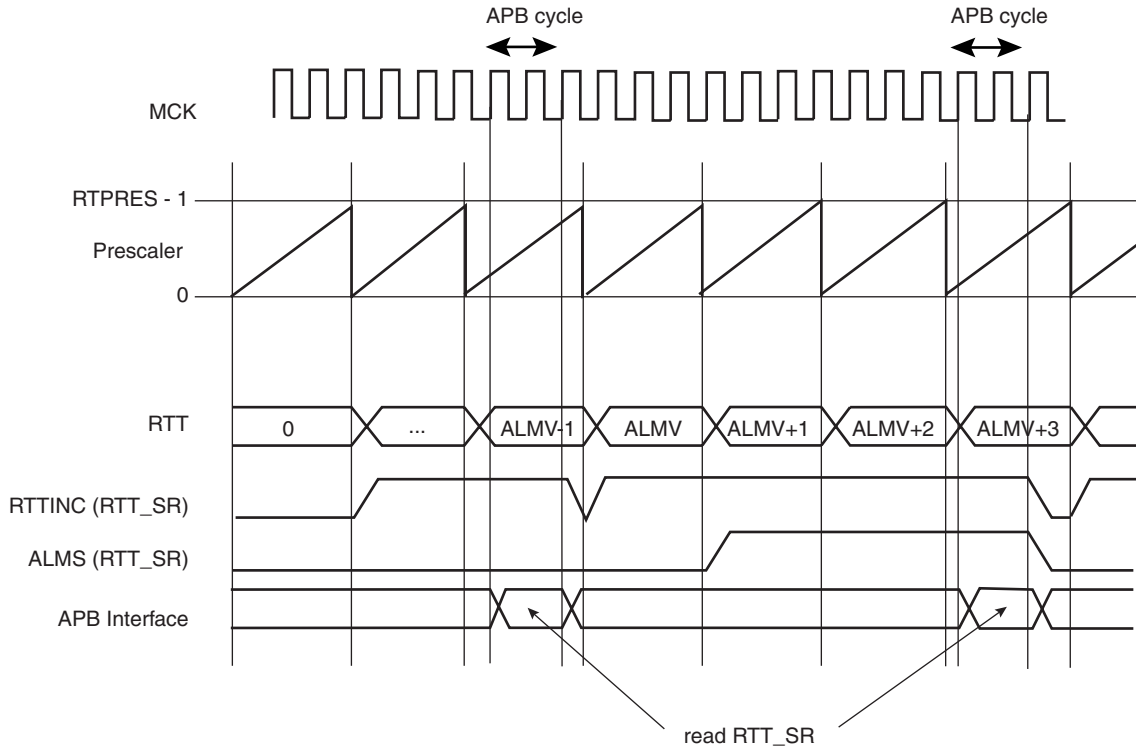 APB cycle APB cycle
MCK
RTPRES - 1
Prescaler
0
RTT 0 ... ALMV-1 ALMV ALMV+1 ALMV+2 ALMV+3
RTTINC (RTT_SR)
ALMS (RTT_SR)
APB Interface
read RTT_SR